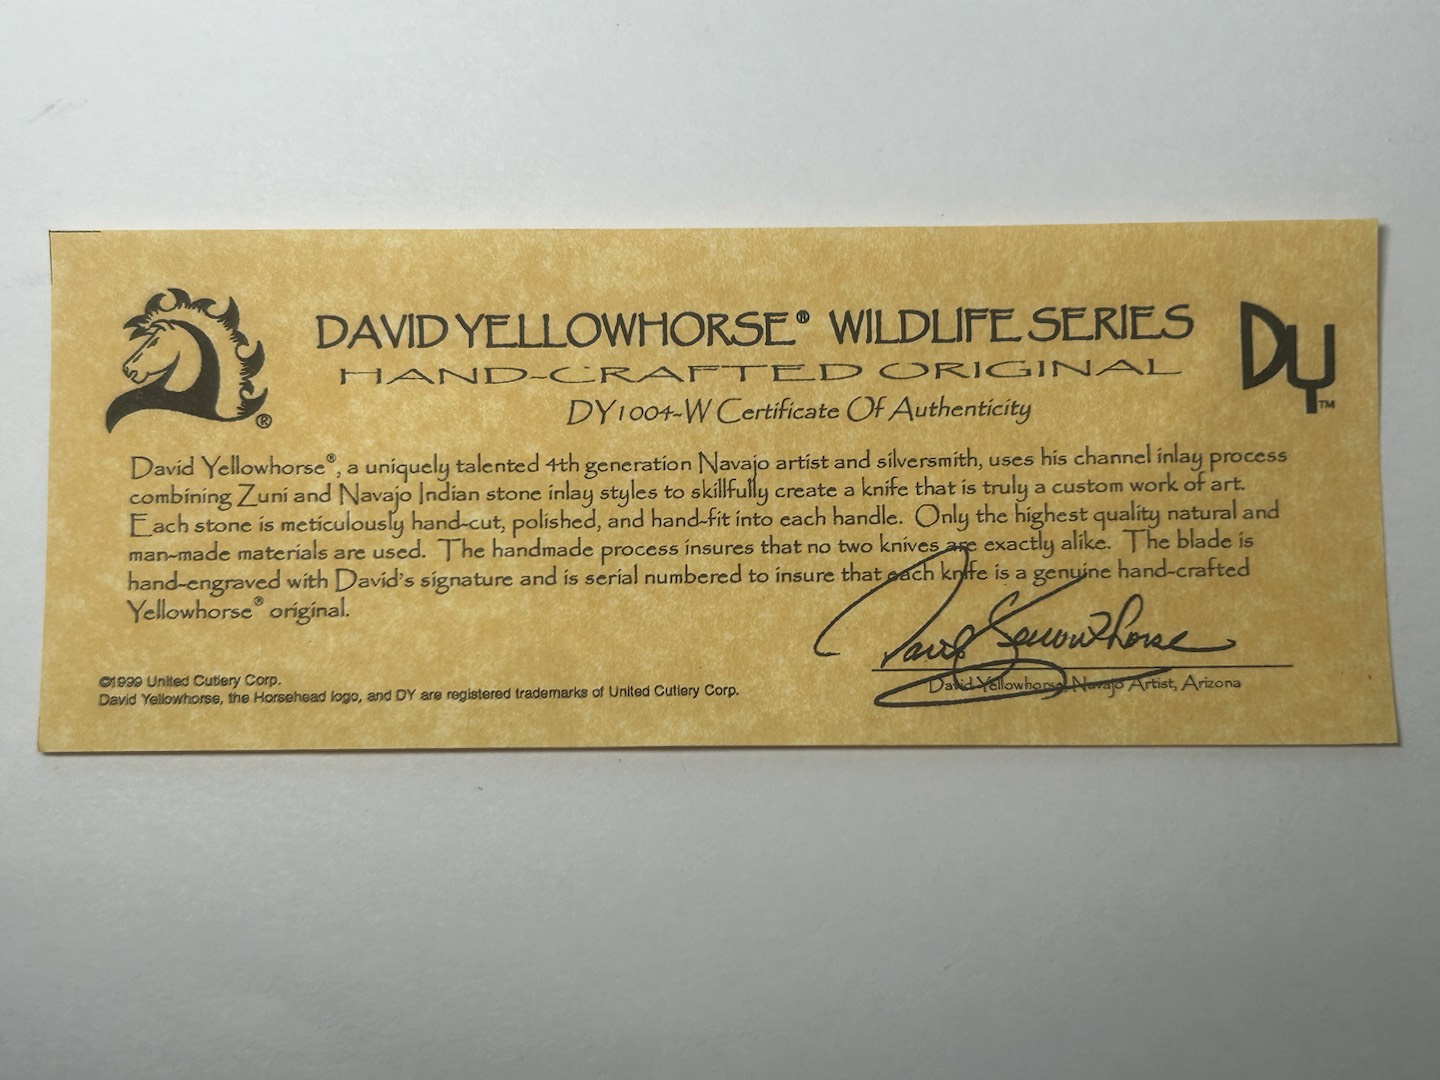 DAVID YELLOWHORSE® WILDLIFE SERIES
HAND-CRAFTED ORIGINAL
DY1004-W Certificate Of Authenticity
DY™
®
David Yellowhorse®, a uniquely talented 4th generation Navajo artist and silversmith, uses his channel inlay process
combining Zuni and Navajo Indian stone inlay styles to skillfully create a knife that is truly a custom work of art.
Each stone is meticulously hand-cut, polished, and hand-fit into each handle. Only the highest quality natural and
man-made materials are used. The handmade process insures that no two knives are exactly alike. The blade is
hand-engraved with David's signature and is serial numbered to insure that each knife is a genuine hand-crafted
Yellowhorse® original.
David Yellowhorse
David Yellowhorse, Navajo Artist, Arizona
©1999 United Cutlery Corp.
David Yellowhorse, the Horsehead logo, and DY are registered trademarks of United Cutlery Corp.